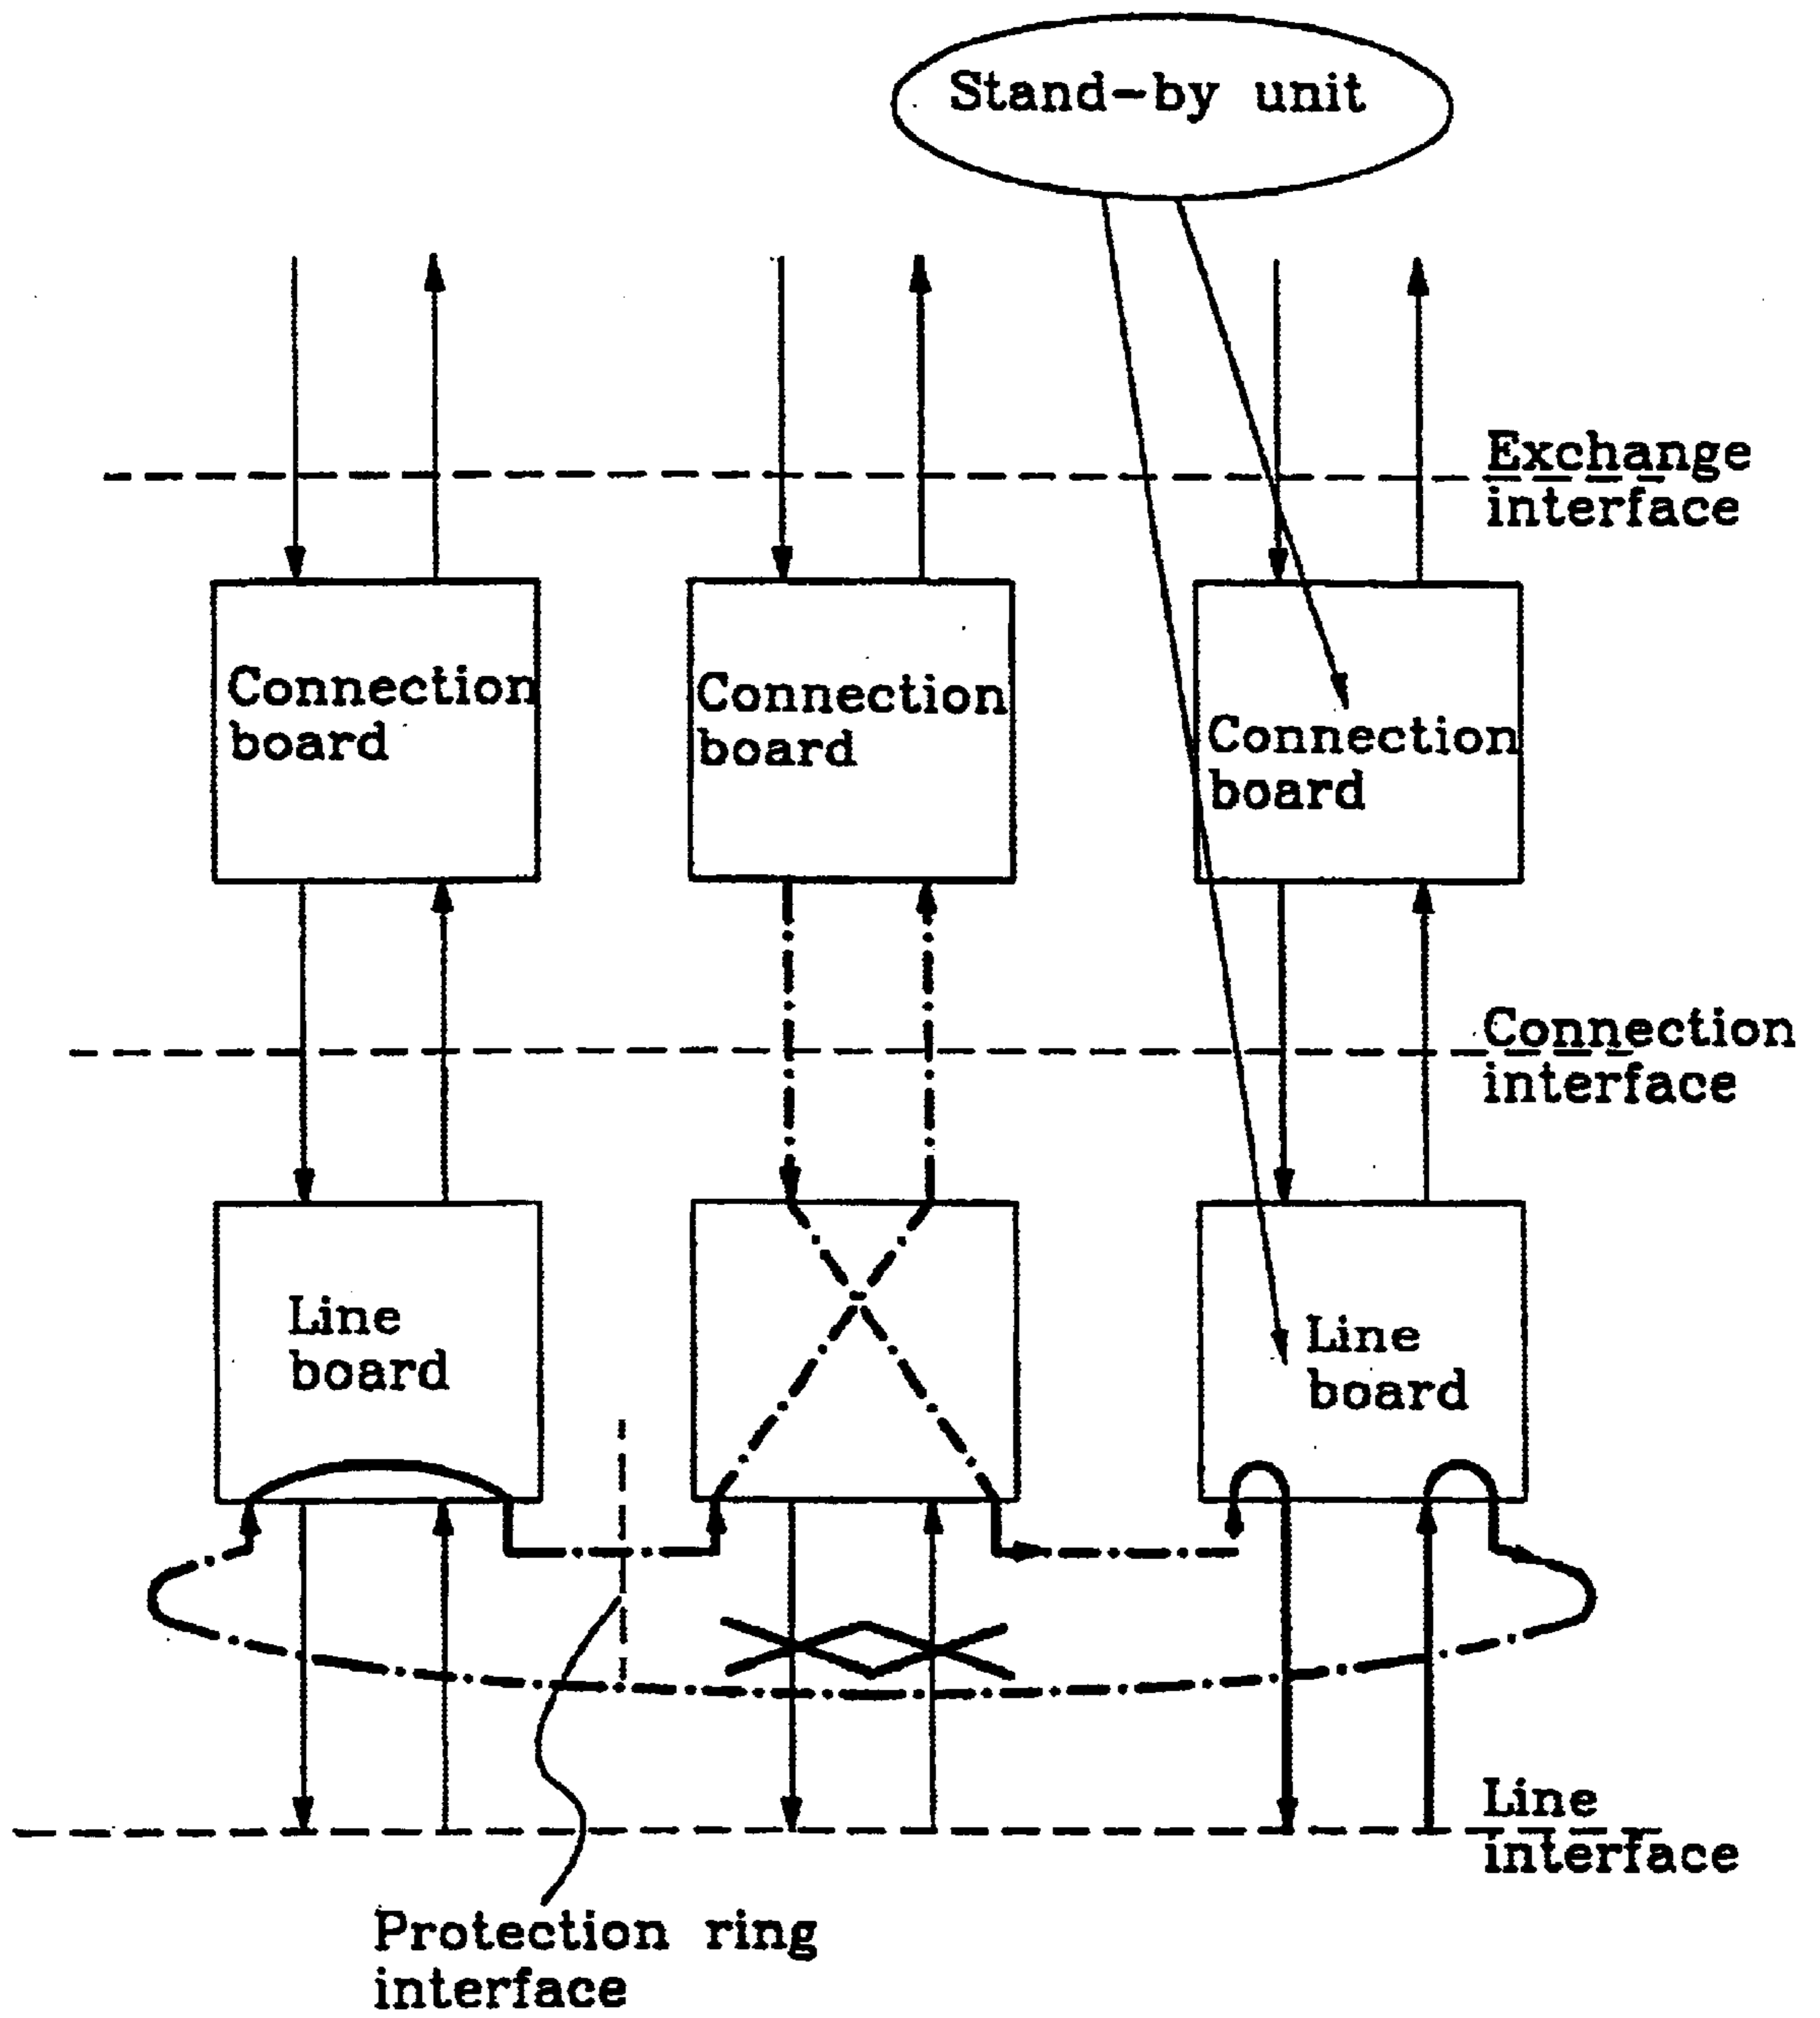 Stand-by unit
Exchange
interface
Connection
board
Connection
board
Connection
board
Connection
interface
Line
board
Line
board
Line
interface
Protection ring
interface